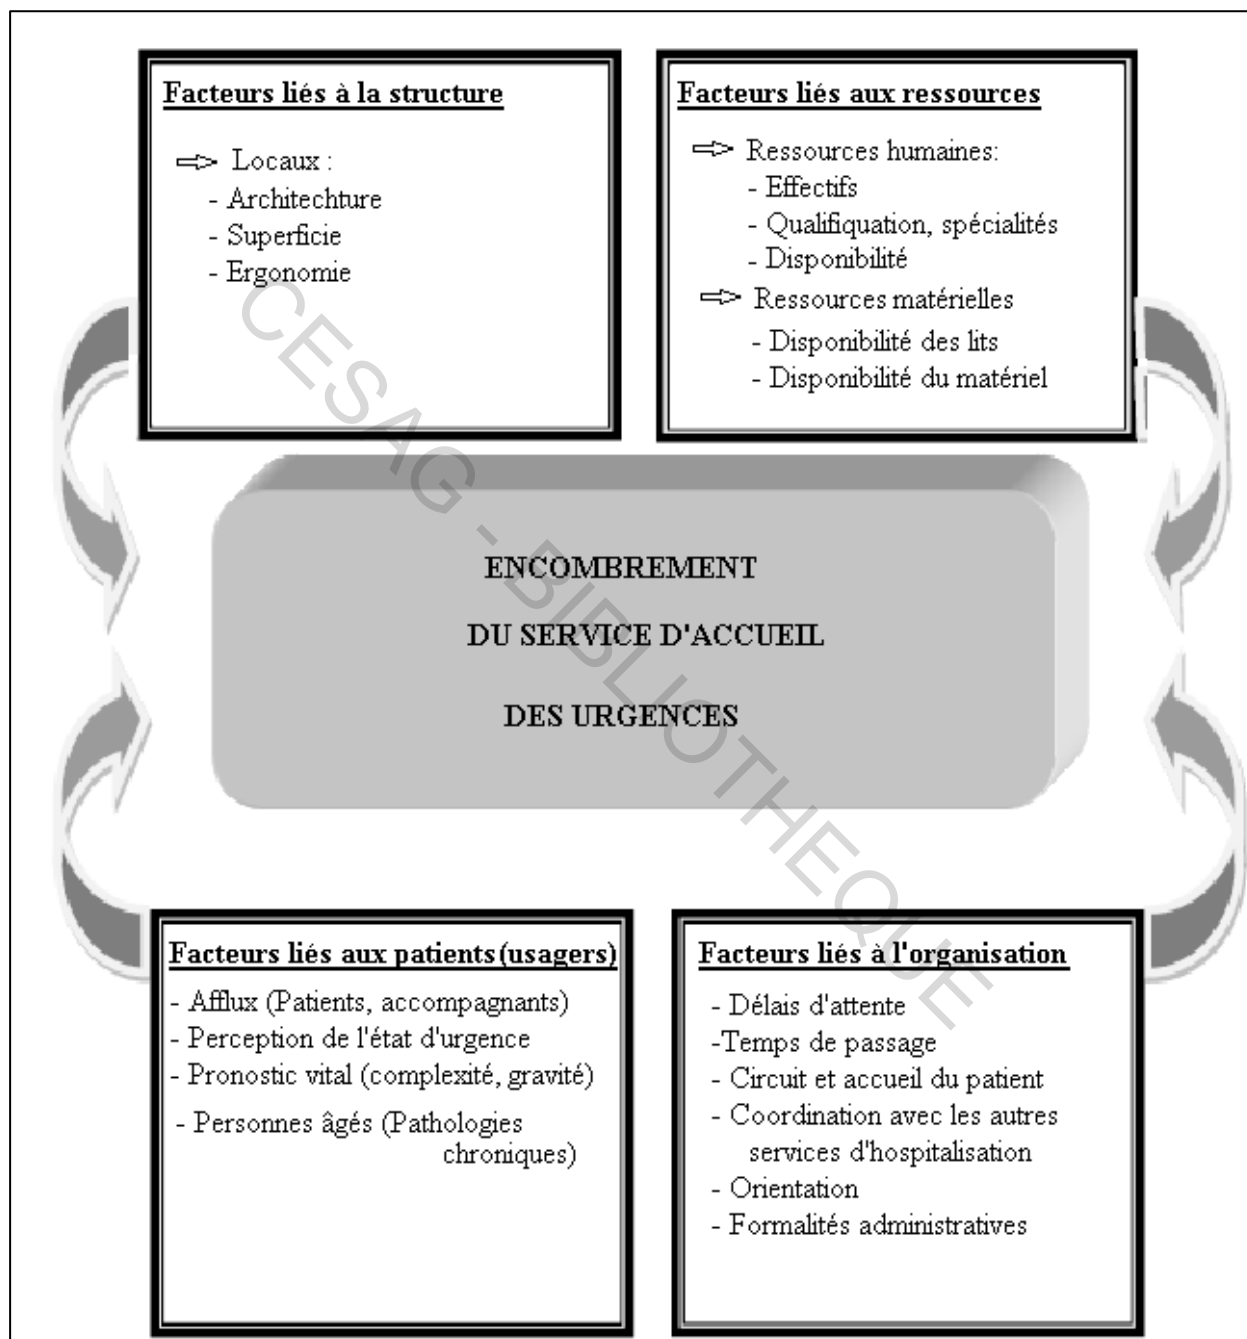 Facteurs liés à la structure
Locaux :
- Architechture
- Superficie
- Ergonomie
Facteurs liés aux ressources
Ressources humaines:
- Effectifs
- Qualifiquation, spécialités
- Disponibilité
Ressources matérielles
- Disponibilité des lits
- Disponibilité du matériel
ENCOMBREMENT
DU SERVICE D'ACCUEIL
DES URGENCES
Facteurs liés aux patients(usagers)
- Afflux (Patients, accompagnants)
- Perception de l'état d'urgence
- Pronostic vital (complexité, gravité)
- Personnes âgés (Pathologies
chroniques)
Facteurs liés à l'organisation
- Délais d'attente
-Temps de passage
- Circuit et accueil du patient
- Coordination avec les autres
services d'hospitalisation
- Orientation
- Formalités administratives
CESAG - BIBLIOTHEQUE